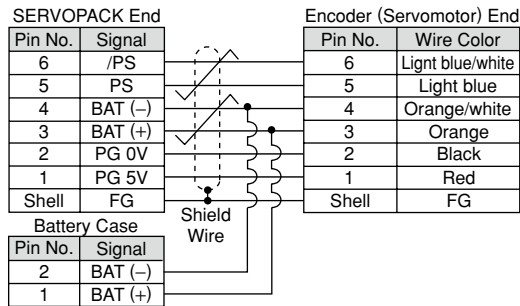 SERVOPACK End Encoder (Servomotor) End
Pin No. Signal Pin No. Wire Color
6 /PS 6 Lignt blue/white
5 PS 5 Light blue
4 BAT (−) 4 Orange/white
3 BAT (+) 3 Orange
2 PG 0V 2 Black
1 PG 5V 1 Red
Shell FG Shell FG
Shield
Wire
Battery Case
Pin No. Signal
2 BAT (−)
1 BAT (+)